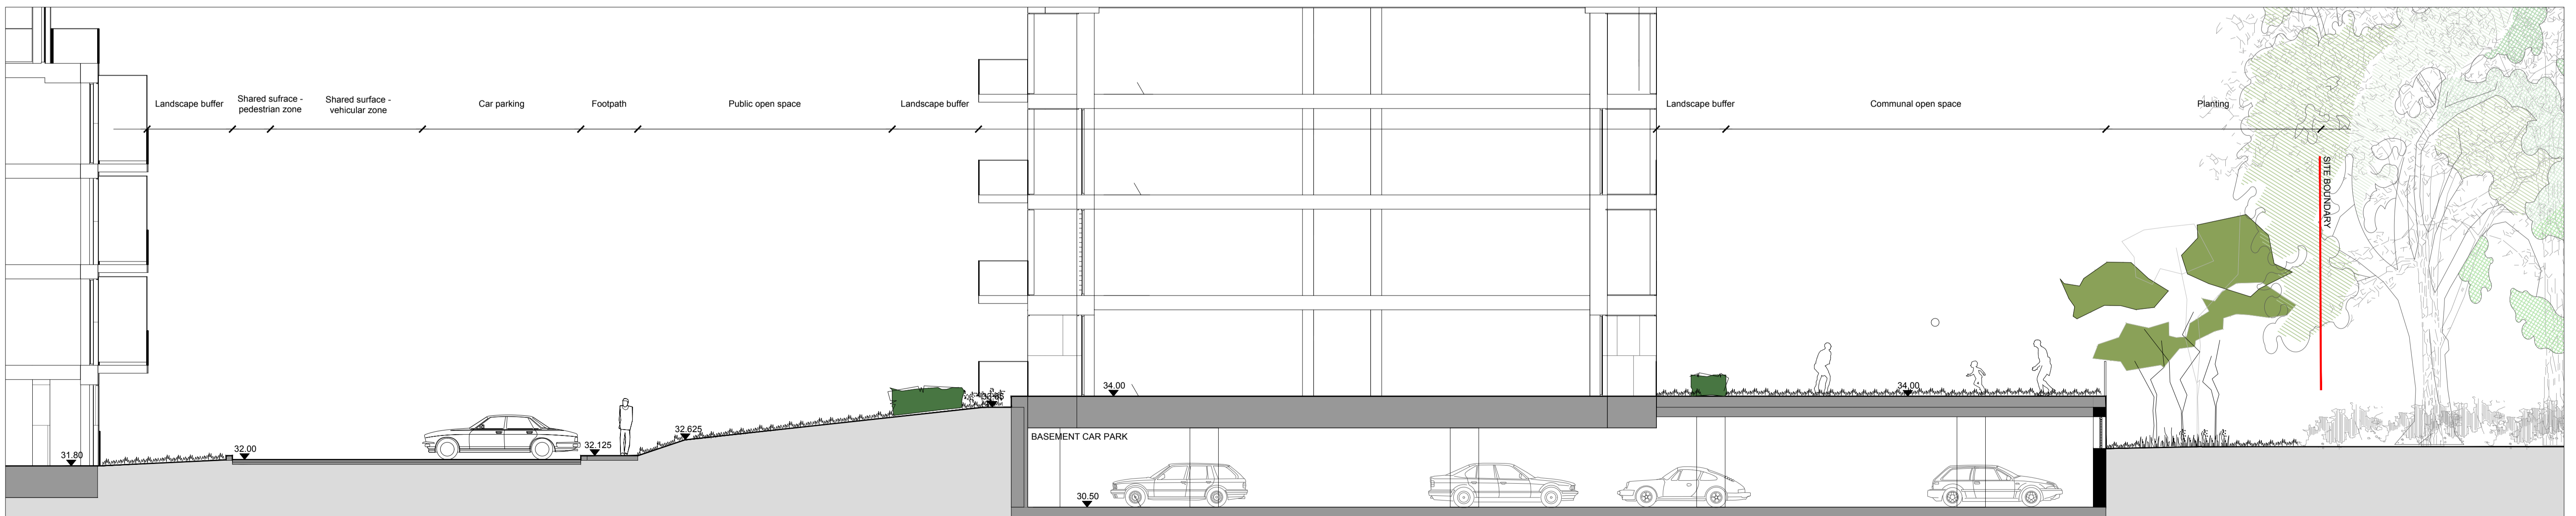 Landscape buffer
Shared sufrace -
pedestrian zone
Shared surface -
vehicular zone
Car parking
Footpath
Public open space
Landscape buffer
Landscape buffer
Communal open space
Planting
SITE BOUNDARY
34.00
34.00
32.625
32.125
32.00
31.80
BASEMENT CAR PARK
30.50